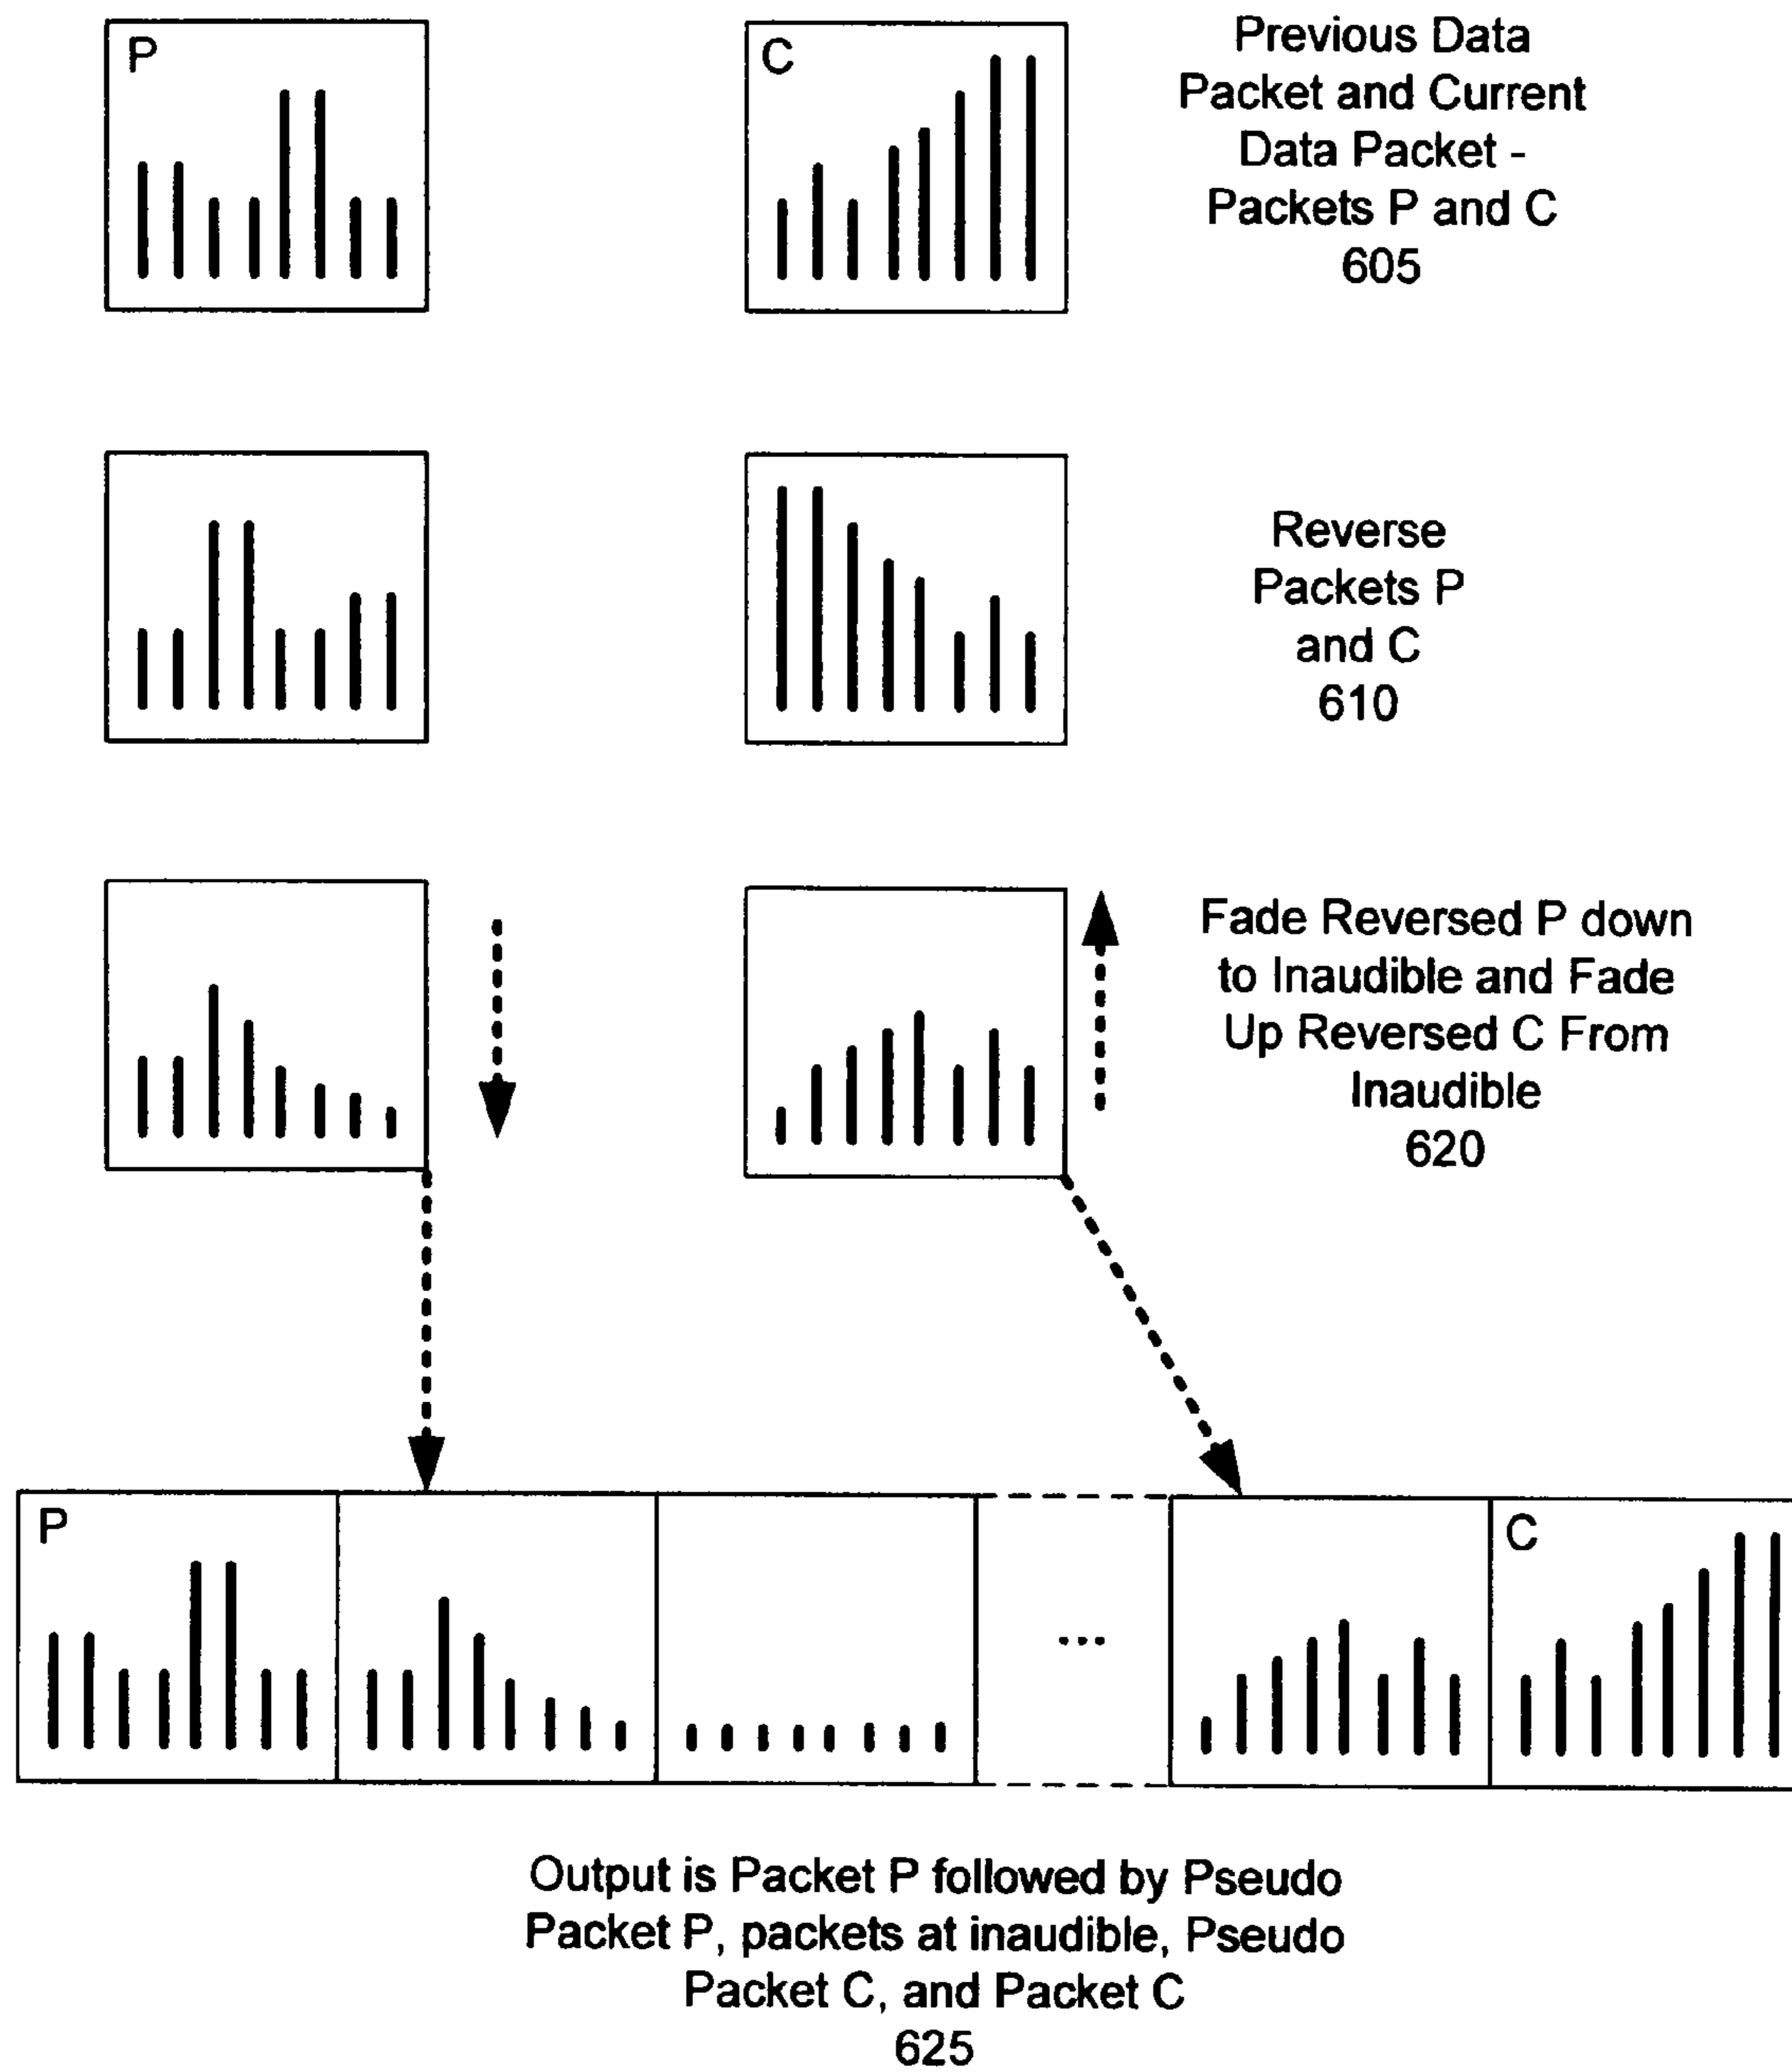 P
C
Previous Data
Packet and Current
Data Packet -
Packets P and C
605
Reverse
Packets P
and C
610
Fade Reversed P down
to Inaudible and Fade
Up Reversed C From
Inaudible
620
P
...
C
Output is Packet P followed by Pseudo
Packet P, packets at inaudible, Pseudo
Packet C, and Packet C
625